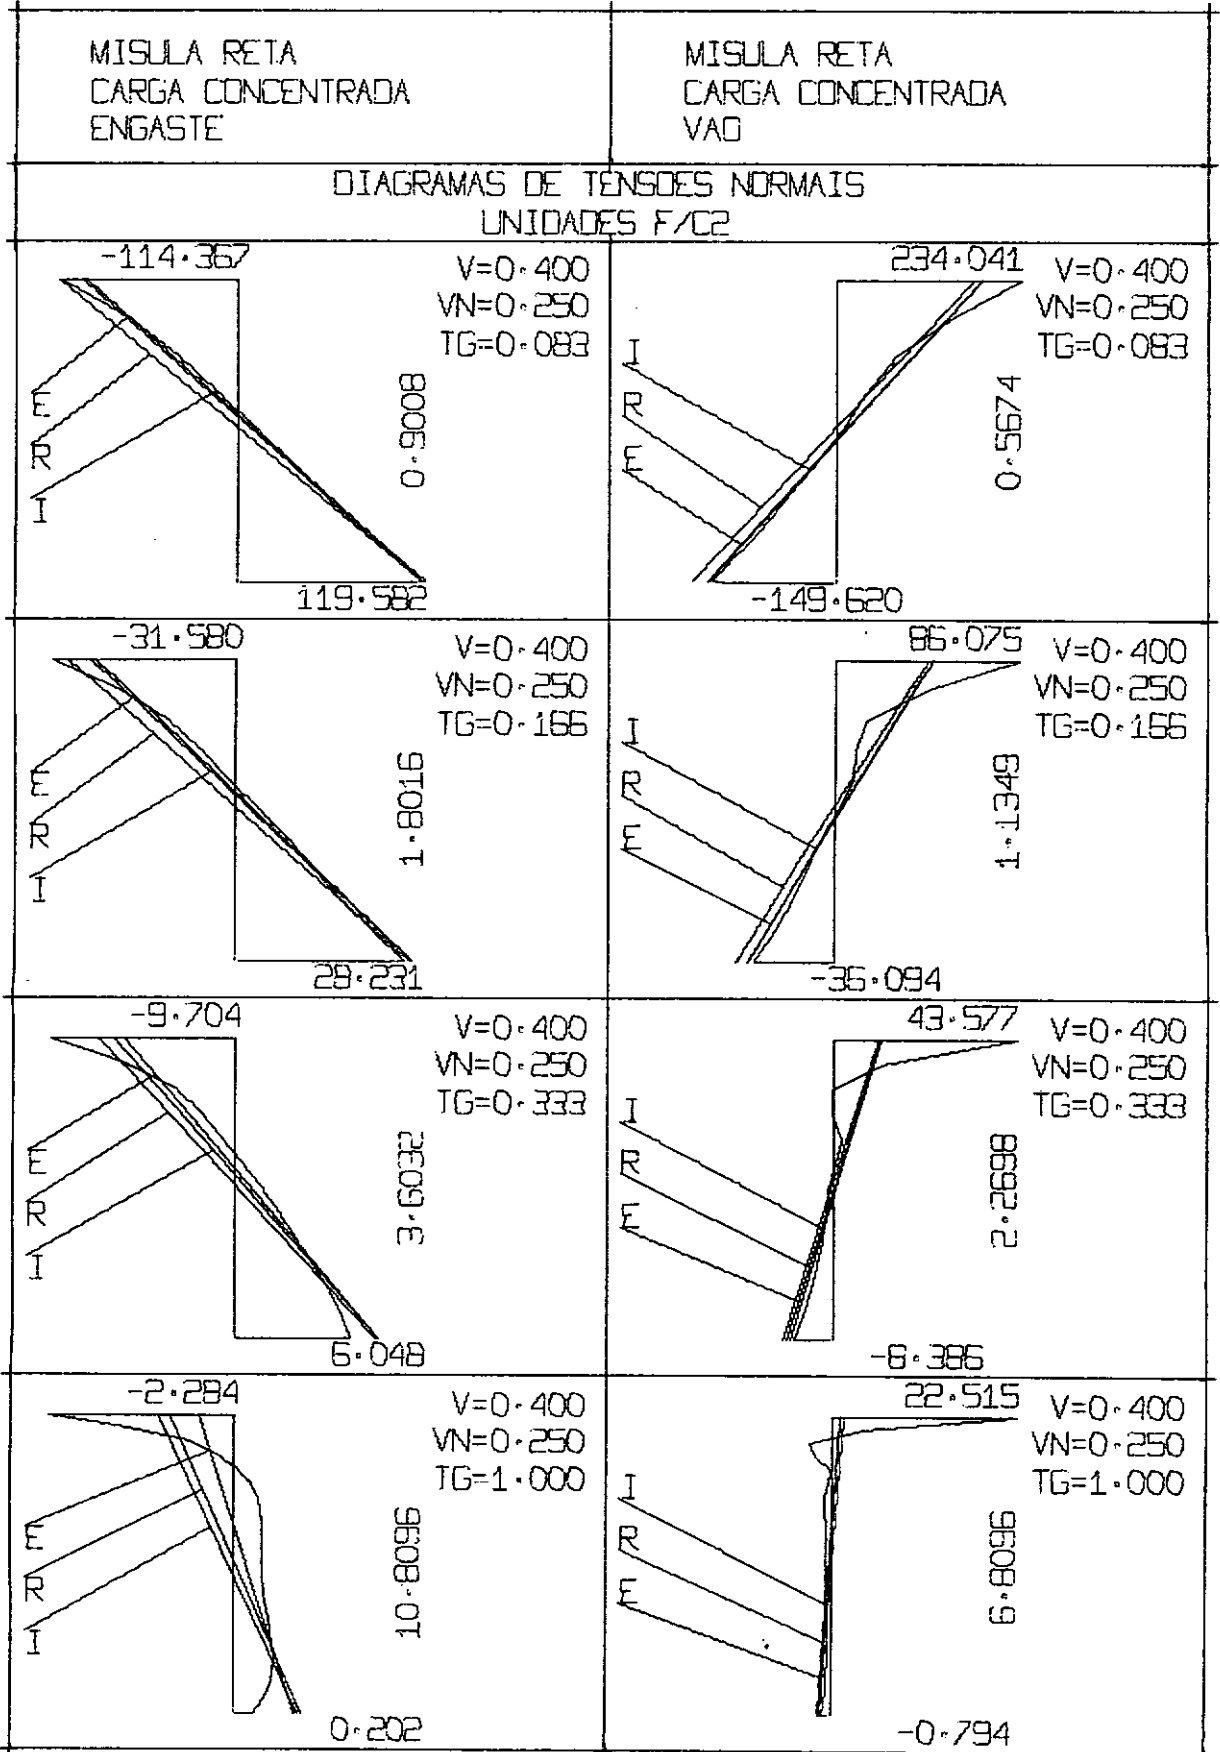 MISULA RETA
CARGA CONCENTRADA
ENGASTE
MISULA RETA
CARGA CONCENTRADA
VAO
DIAGRAMAS DE TENSOES NORMAIS
UNIDADES F/C2
-114.367
V=0.400
VN=0.250
TG=0.083
E
R
I
0.9008
119.582
234.041
V=0.400
VN=0.250
TG=0.083
I
R
E
0.5674
-149.620
-31.580
V=0.400
VN=0.250
TG=0.166
E
R
I
1.8016
28.231
86.075
V=0.400
VN=0.250
TG=0.166
I
R
E
1.1349
-36.094
-9.704
V=0.400
VN=0.250
TG=0.333
E
R
I
3.6032
6.048
43.577
V=0.400
VN=0.250
TG=0.333
I
R
E
2.2698
-8.386
-2.284
V=0.400
VN=0.250
TG=1.000
E
R
I
10.8096
0.202
22.515
V=0.400
VN=0.250
TG=1.000
I
R
E
6.8096
-0.794